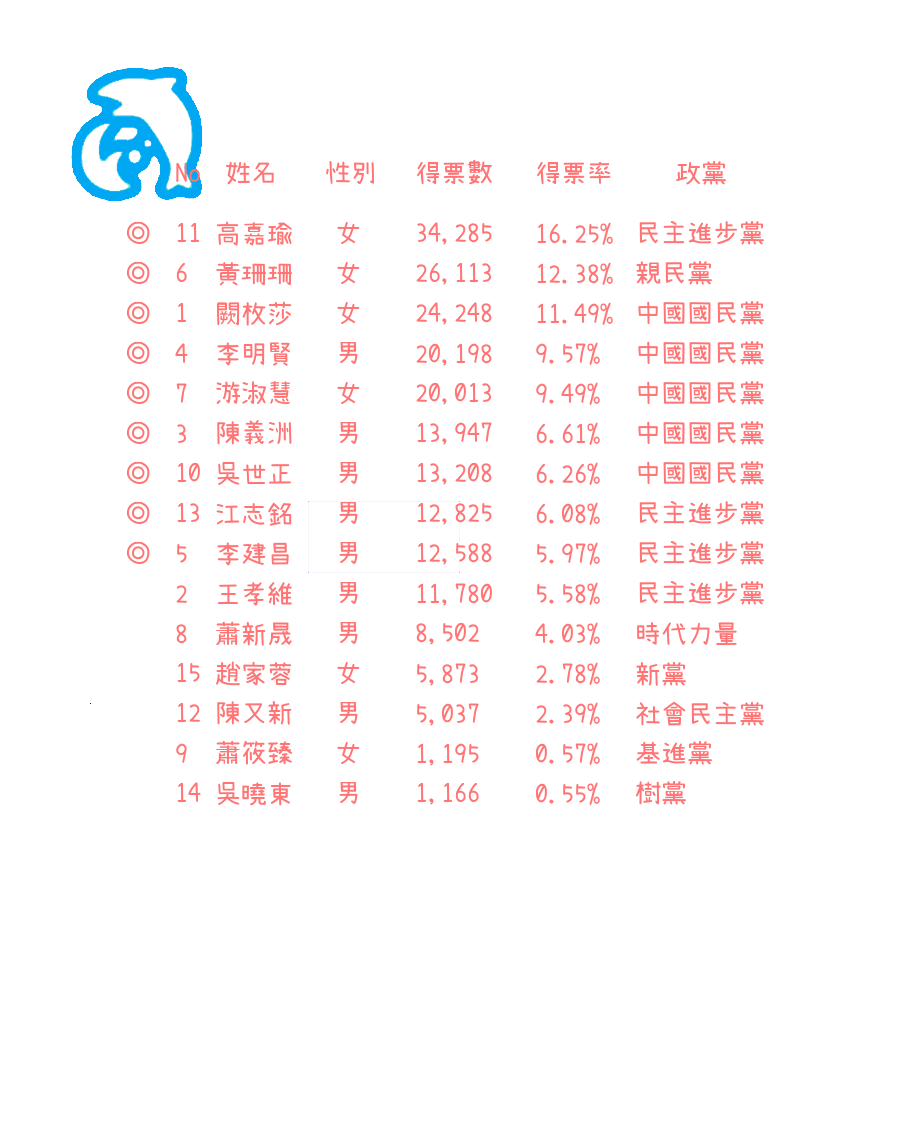 No 姓名 性別 得票數 得票率 政黨
◎ 11 高嘉瑜 女 34,285 16.25% 民主進步黨
◎ 6 黃珊珊 女 26,113 12.38% 親民黨
◎ 1 闕枚莎 女 24,248 11.49% 中國國民黨
◎ 4 李明賢 男 20,198 9.57% 中國國民黨
◎ 7 游淑慧 女 20,013 9.49% 中國國民黨
◎ 3 陳義洲 男 13,947 6.61% 中國國民黨
◎ 10 吳世正 男 13,208 6.26% 中國國民黨
◎ 13 江志銘 男 12,825 6.08% 民主進步黨
◎ 5 李建昌 男 12,588 5.97% 民主進步黨
2 王孝維 男 11,780 5.58% 民主進步黨
8 蕭新晟 男 8,502 4.03% 時代力量
15 趙家蓉 女 5,873 2.78% 新黨
12 陳又新 男 5,037 2.39% 社會民主黨
9 蕭筱臻 女 1,195 0.57% 基進黨
14 吳曉東 男 1,166 0.55% 樹黨